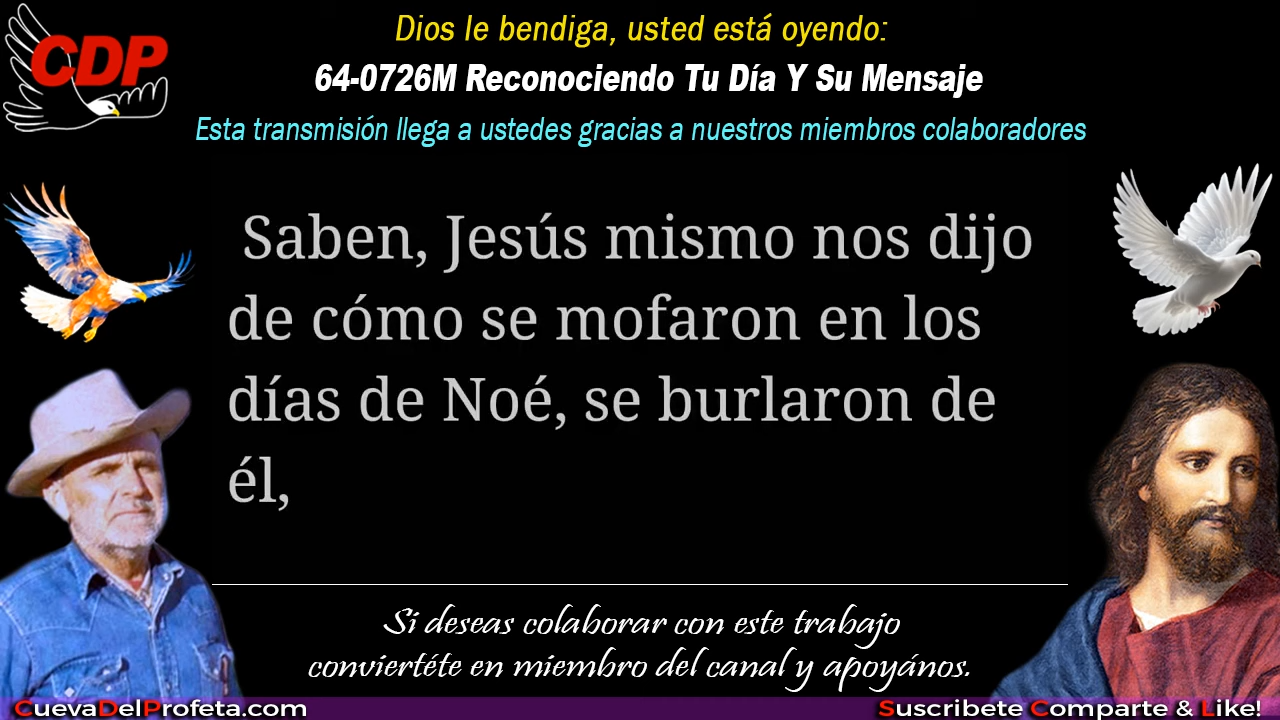 CDP
Dios le bendiga, usted está oyendo:
64-0726M Reconociendo Tu Día Y Su Mensaje
Esta transmisión llega a ustedes gracias a nuestros miembros colaboradores
Saben, Jesús mismo nos dijo
de cómo se mofaron en los
días de Noé, se burlaron de
él,
Si deseas colaborar con este trabajo
conviertéte en miembro del canal y apoyános.
CuevaDelProfeta.com
Suscribete Comparte & Like!